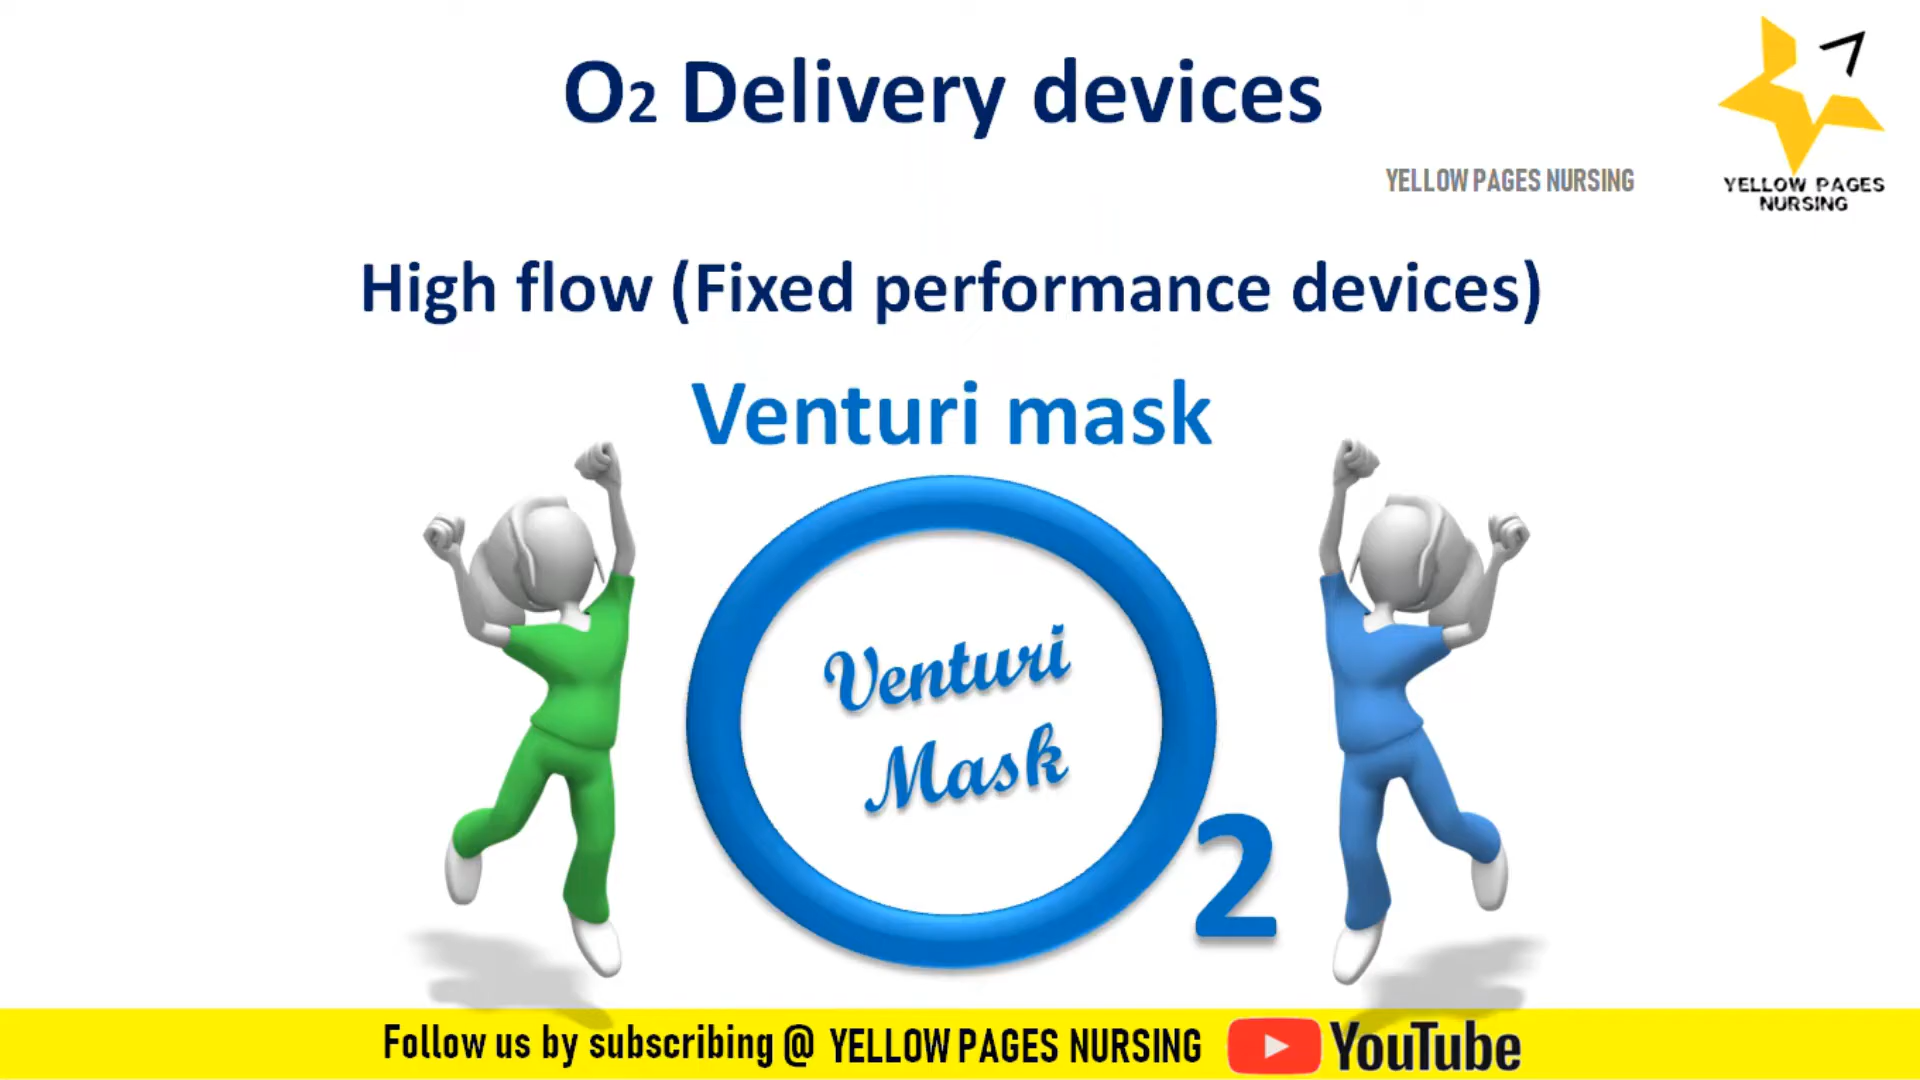 O2 Delivery devices
YELLOW PAGES NURSING
YELLOW PAGES
NURSING
High flow (Fixed performance devices)
Venturi mask
Venturi
Mask
2
Follow us by subscribing @ YELLOW PAGES NURSING YouTube